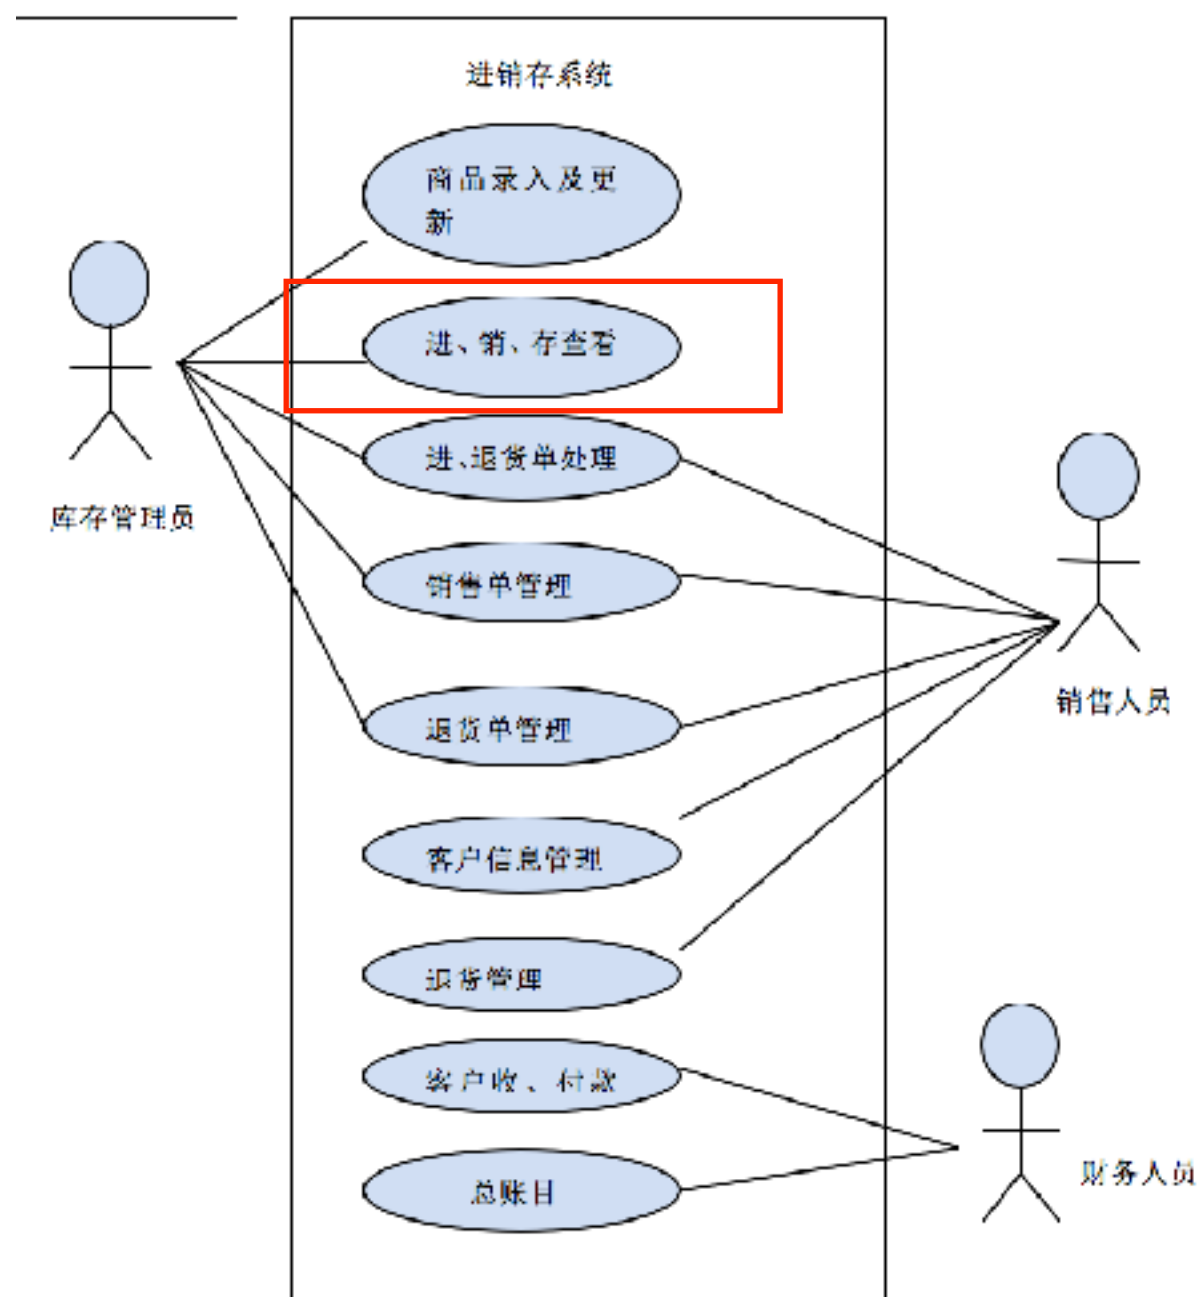 进销存系统
商品录入及更
新
进、销、存查看
进、退货单处理
库存管理员
销售单管理
销售人员
退货单管理
客户信息管理
退货管理
客户收、付款
财务人员
总账目